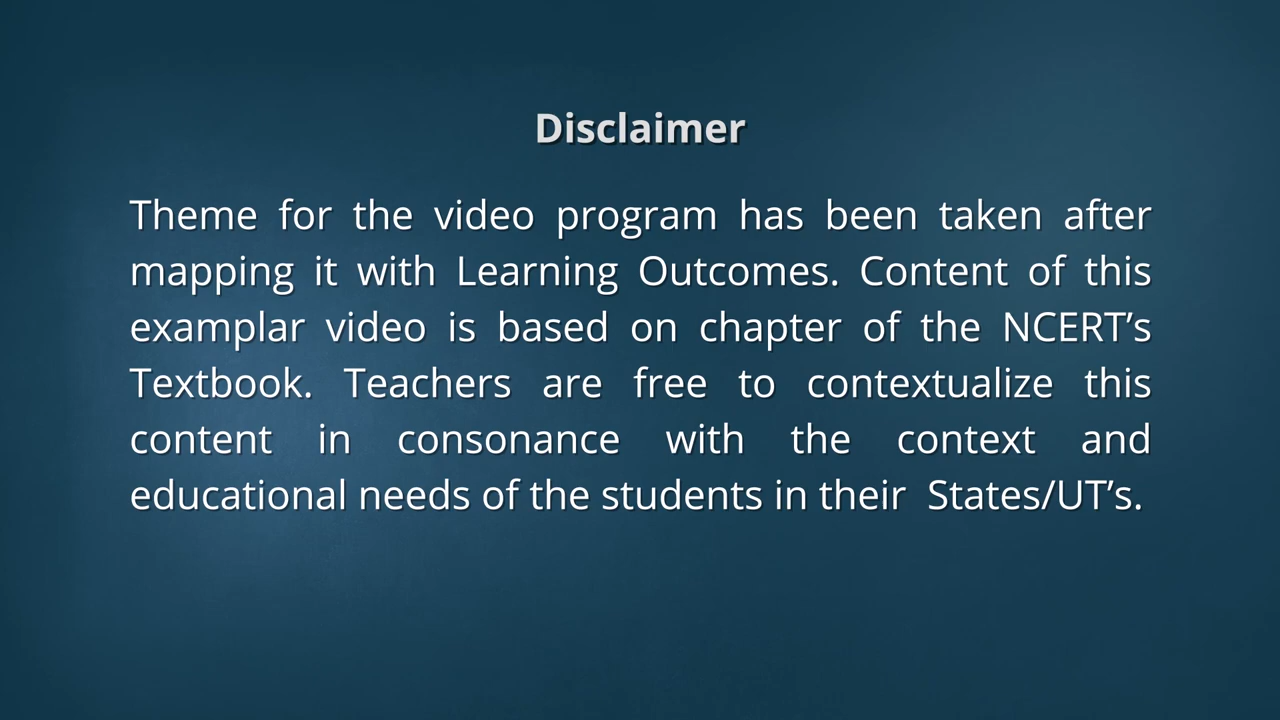 Disclaimer
Theme for the video program has been taken after
mapping it with Learning Outcomes. Content of this
examplar video is based on chapter of the NCERT’s
Textbook. Teachers are free to contextualize this
content in consonance with the context and
educational needs of the students in their  States/UT’s.